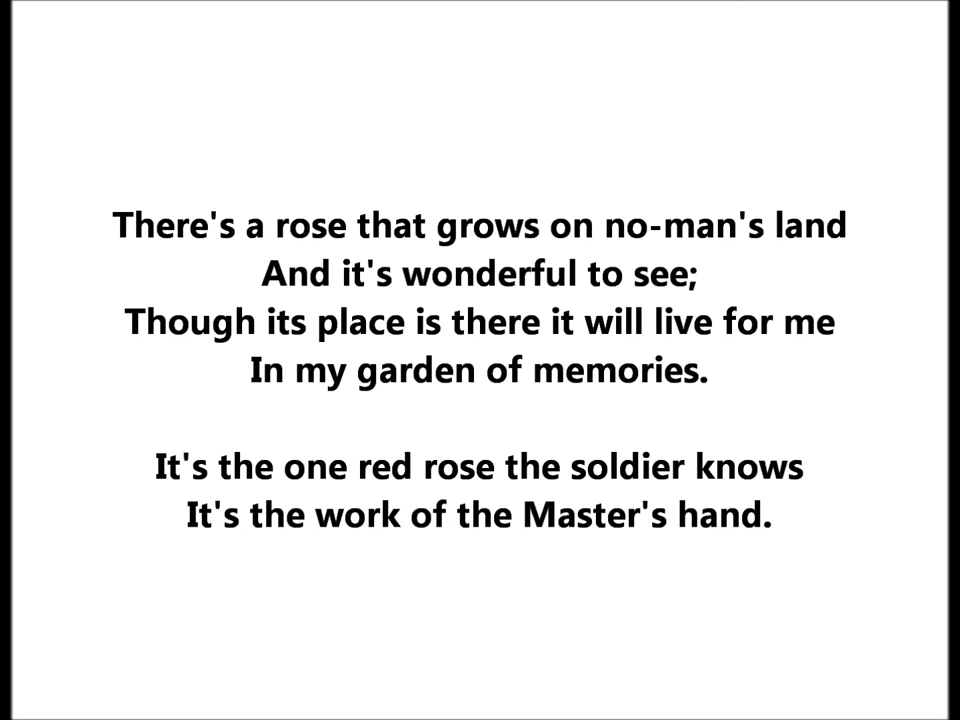 There's a rose that grows on no-man's land
And it's wonderful to see;
Though its place is there it will live for me
In my garden of memories.
It's the one red rose the soldier knows
It's the work of the Master's hand.